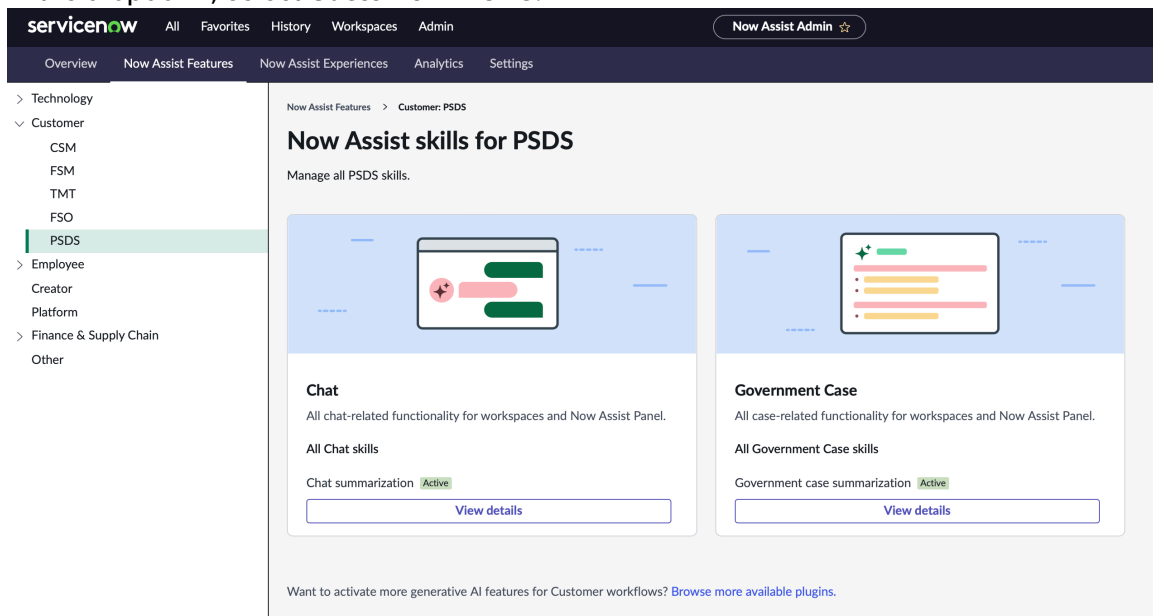 servicenow All Favorites History Workspaces Admin Now Assist Admin
Overview Now Assist Features Now Assist Experiences Analytics Settings
Technology
Customer
CSM
FSM
TMT
FSO
PSDS
Employee
Creator
Platform
Finance & Supply Chain
Other
Now Assist Features > Customer: PSDS
Now Assist skills for PSDS
Manage all PSDS skills.
Chat
All chat-related functionality for workspaces and Now Assist Panel.
All Chat skills
Chat summarization Active
View details
Government Case
All case-related functionality for workspaces and Now Assist Panel.
All Government Case skills
Government case summarization Active
View details
Want to activate more generative AI features for Customer workflows? Browse more available plugins.